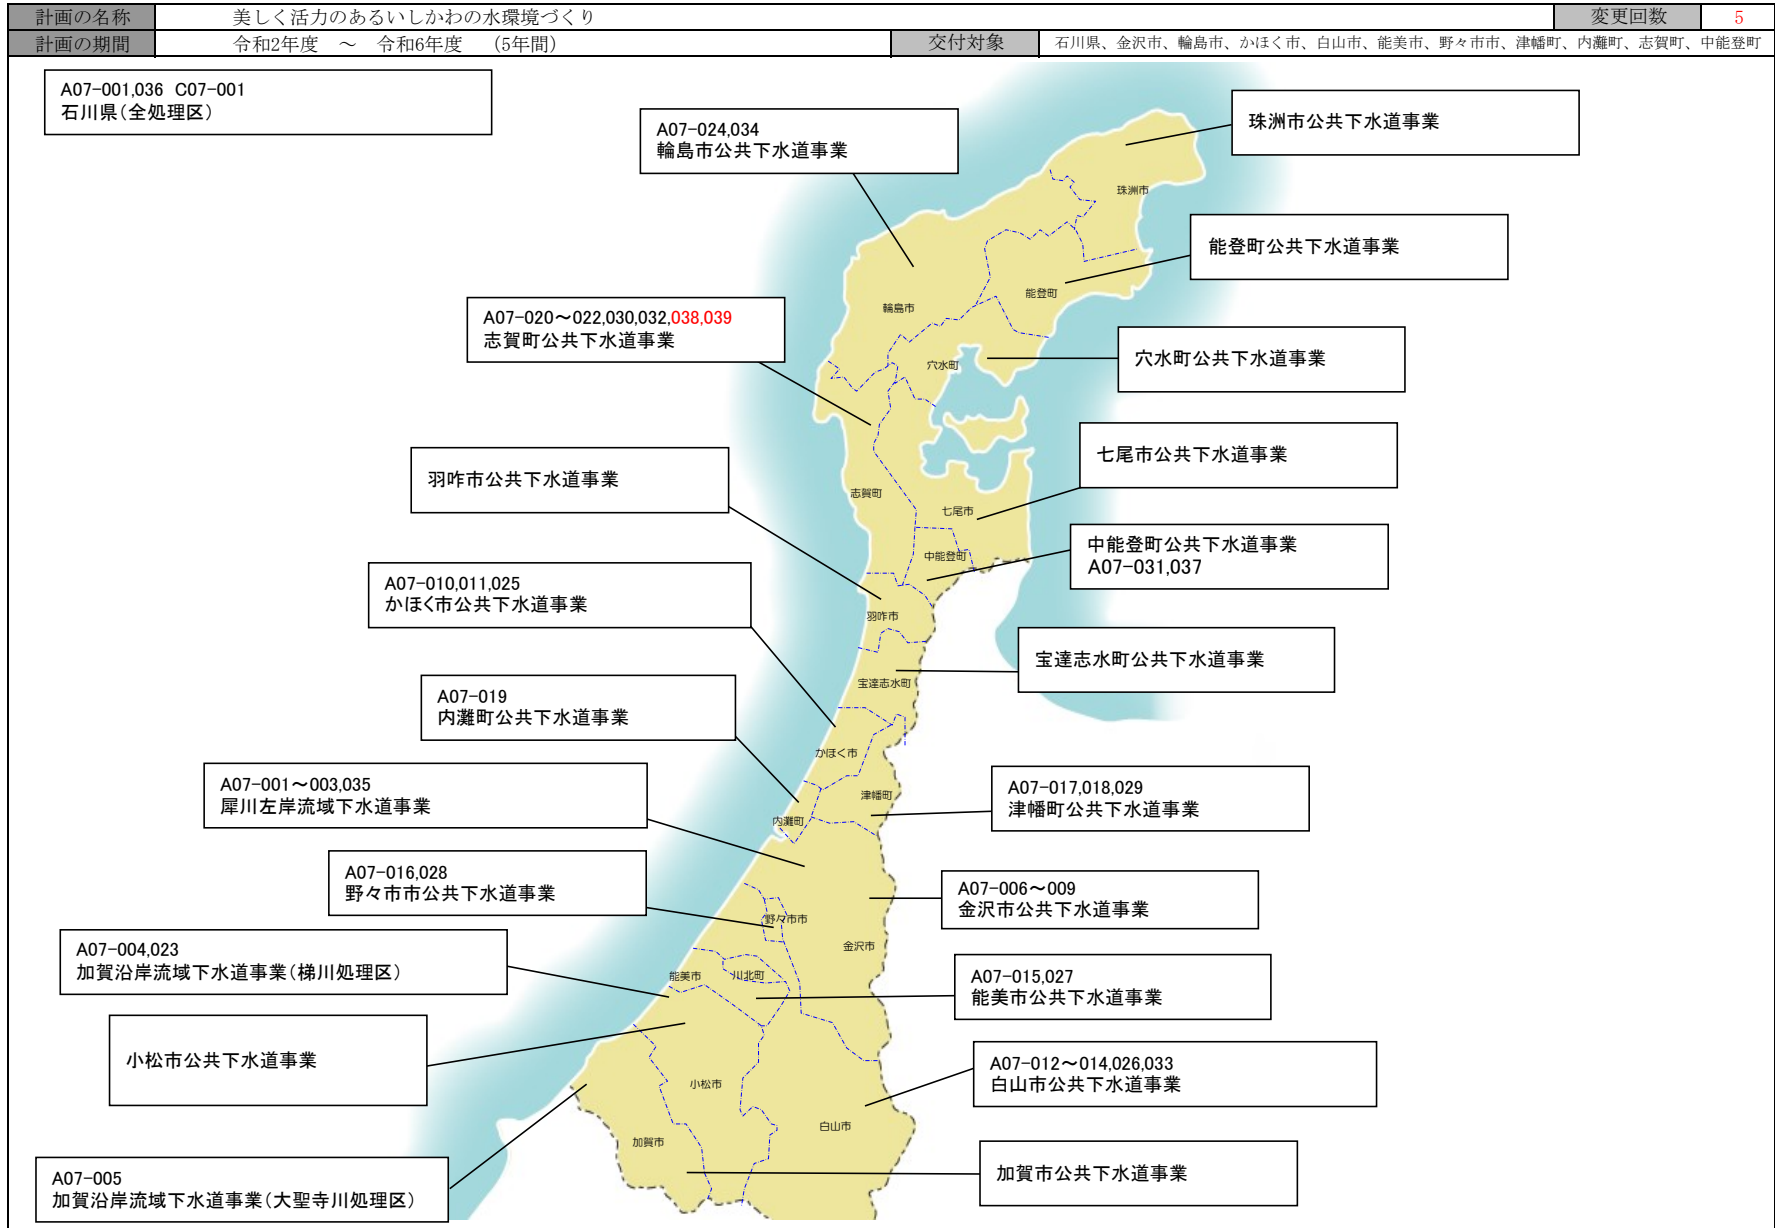 計画の名称 美しく活力のあるいしかわの水環境づくり 変更回数 5
計画の期間 令和2年度 ～ 令和6年度 (5年間) 交付対象 石川県、金沢市、輪島市、かほく市、白山市、能美市、野々市市、津幡町、内灘町、志賀町、中能登町
A07-001,036 C07-001
石川県(全処理区)
A07-024,034
輪島市公共下水道事業
珠洲市公共下水道事業
珠洲市
能登町公共下水道事業
能登町
輪島市
A07-020～022,030,032,038,039
志賀町公共下水道事業
穴水町公共下水道事業
穴水町
七尾市公共下水道事業
羽咋市公共下水道事業
志賀町
七尾市
中能登町公共下水道事業
A07-031,037
中能登町
A07-010,011,025
かほく市公共下水道事業
羽咋市
宝達志水町公共下水道事業
宝達志水町
A07-019
内灘町公共下水道事業
かほく市
A07-001～003,035
犀川左岸流域下水道事業
津幡町
A07-017,018,029
津幡町公共下水道事業
内灘町
A07-016,028
野々市市公共下水道事業
A07-006～009
金沢市公共下水道事業
野々市市
金沢市
A07-004,023
加賀沿岸流域下水道事業(梯川処理区)
能美市
川北町
A07-015,027
能美市公共下水道事業
小松市公共下水道事業
小松市
A07-012～014,026,033
白山市公共下水道事業
白山市
加賀市
A07-005
加賀沿岸流域下水道事業(大聖寺川処理区)
加賀市公共下水道事業